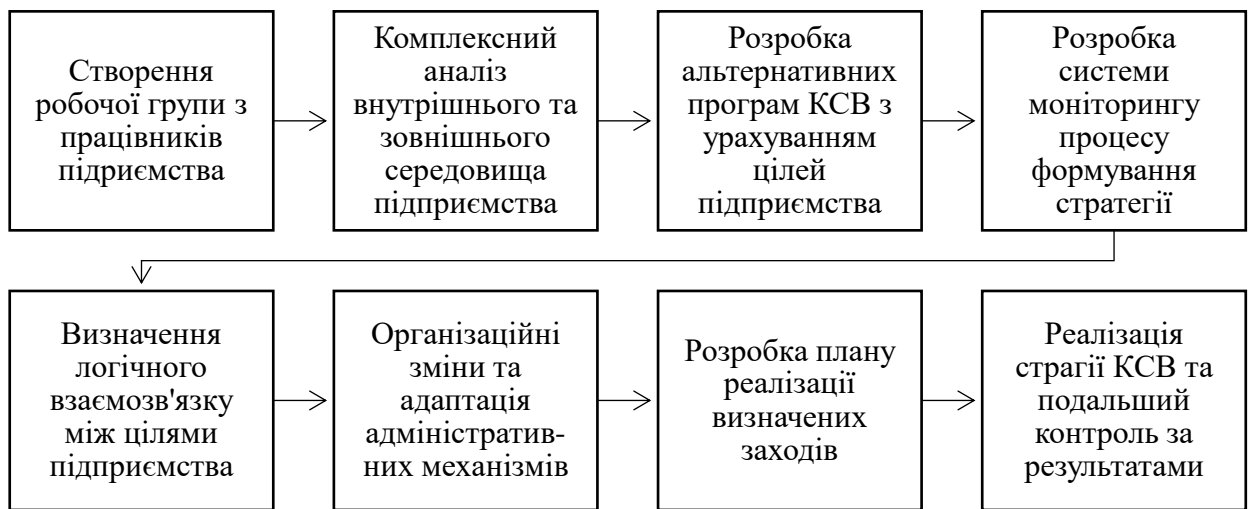 Створення
робочої групи з
працівників
підриємства
Комплексний
аналіз
внутрішнього та
зовнішнього
середовища
підприємства
Розробка
альтернативних
програм КСВ з
урахуванням
цілей
підприємства
Розробка
системи
моніторингу
процесу
формування
стратегії
Визначення
логічного
взаємозв'язку
між цілями
підприємства
Організаційні
зміни та
адаптація
адміністратив-
них механізмів
Розробка плану
реалізації
визначених
заходів
Реалізація
страгії КСВ та
подальший
контроль за
результатами